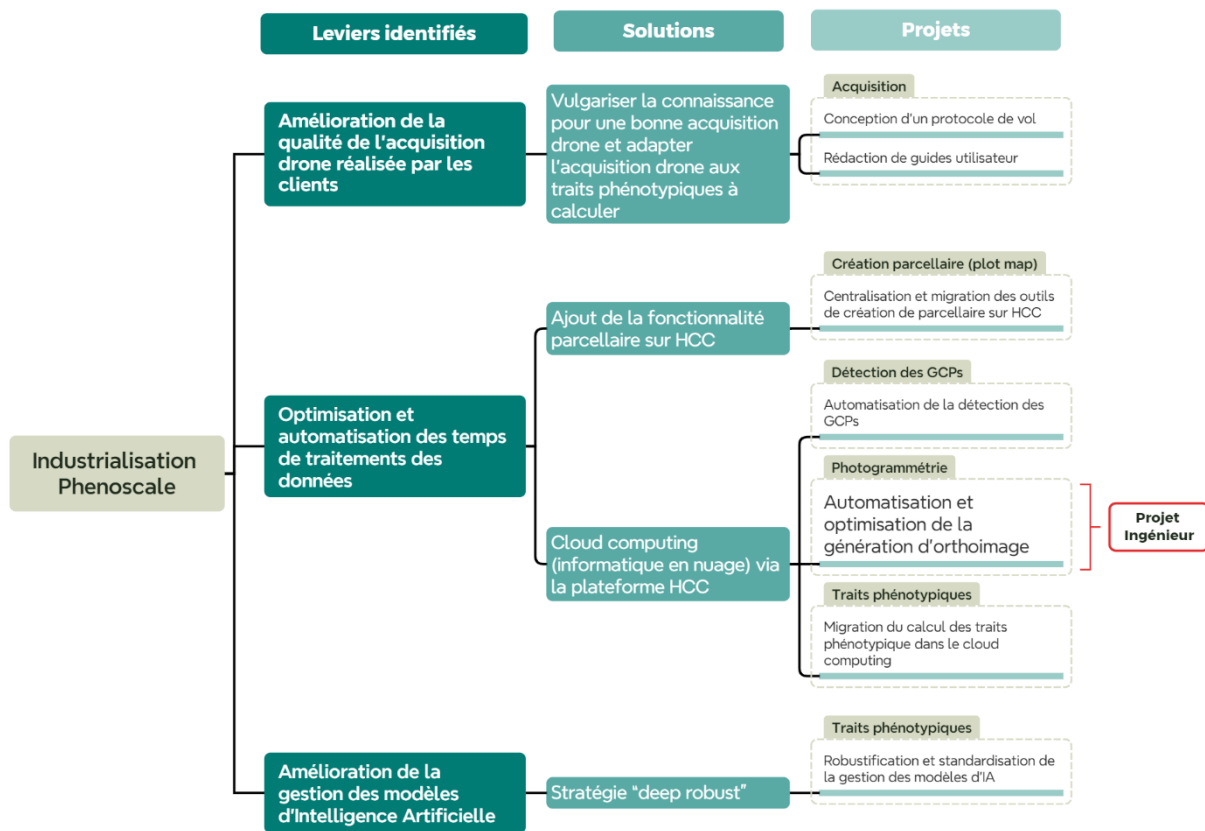 Leviers identifiés
Solutions
Projets
Industrialisation
Phenoscale
Amélioration de la
qualité de l'acquisition
drone réalisée par les
clients
Vulgariser la connaissance
pour une bonne acquisition
drone et adapter
l'acquisition drone aux
traits phénotypiques à
calculer
Acquisition
Conception d'un protocole de vol
Rédaction de guides utilisateur
Optimisation et
automatisation des temps
de traitements des
données
Ajout de la fonctionnalité
parcellaire sur HCC
Création parcellaire (plot map)
Centralisation et migration des outils
de création de parcellaire sur HCC
Cloud computing
(informatique en nuage) via
la plateforme HCC
Détection des GCPs
Automatisation de la détection des
GCPs
Photogrammétrie
Automatisation et
optimisation de la
génération d'orthoimage
Projet
Ingénieur
Traits phénotypiques
Migration du calcul des traits
phénotypique dans le cloud
computing
Amélioration de la
gestion des modèles
d'Intelligence Artificielle
Stratégie "deep robust"
Traits phénotypiques
Robustification et standardisation de
la gestion des modèles d'IA